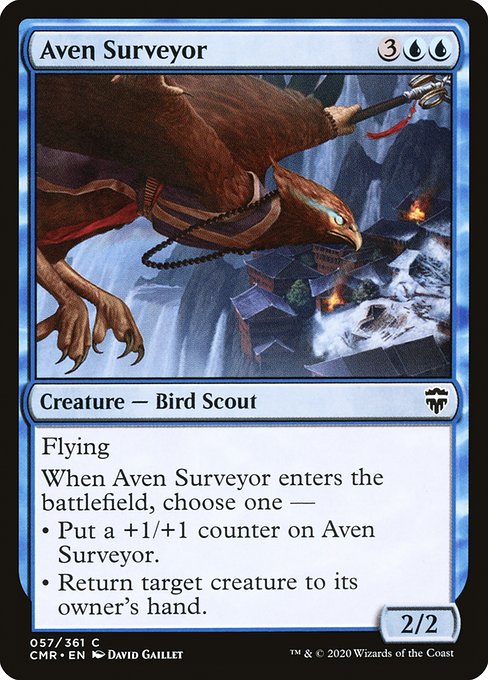 Aven Surveyor 3
Creature — Bird Scout
Flying
When Aven Surveyor enters the
battlefield, choose one —
• Put a +1/+1 counter on Aven
Surveyor.
• Return target creature to its
owner's hand.
2/2
057/361 C
CMR • EN DAVID GAILLET
™ & © 2020 Wizards of the Coast